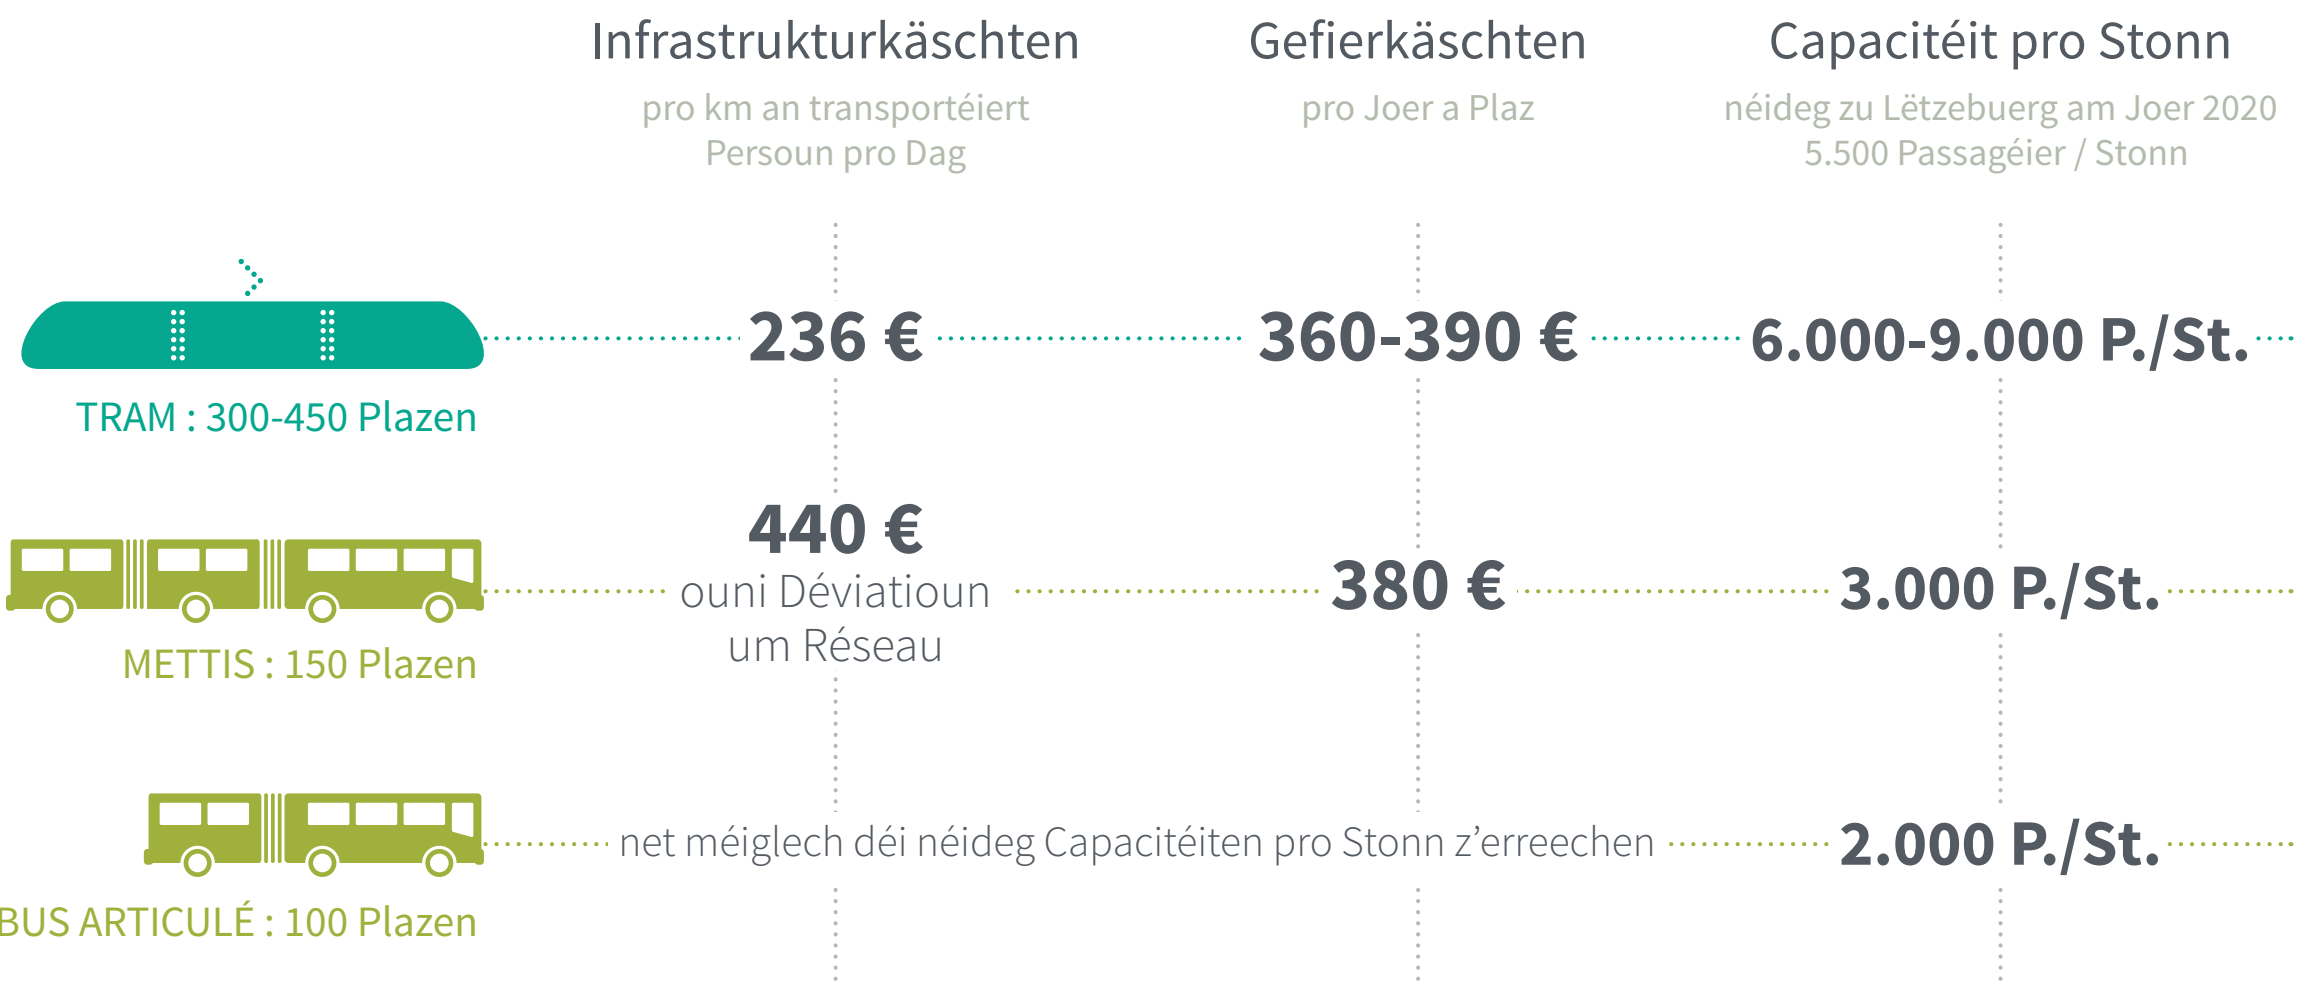 Infrastrukturkäschten
pro km an transportéiert
Persoun pro Dag
Gefierkäschten
pro Joer a Plaz
Capacitéit pro Stonn
néideg zu Lëtzebuerg am Joer 2020
5.500 Passagéier / Stonn
236 €
360-390 €
6.000-9.000 P./St.
TRAM : 300-450 Plazen
440 €
ouni Déviatioun
um Réseau
380 €
3.000 P./St.
METTIS : 150 Plazen
net méiglech déi néideg Capacitéiten pro Stonn z’erreechen
2.000 P./St.
BUS ARTICULÉ : 100 Plazen